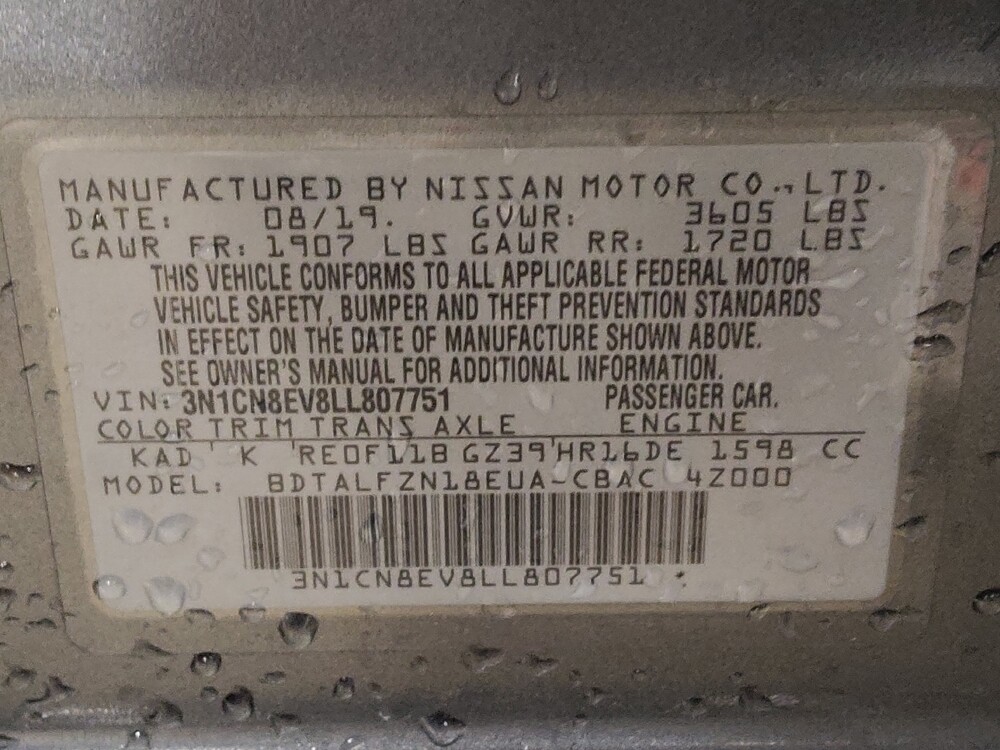 MANUFACTURED BY NISSAN MOTOR CO., LTD.
DATE: 08/19. GVWR: 3605 LBS
GAWR FR: 1907 LBS GAWR RR: 1720 LBS
THIS VEHICLE CONFORMS TO ALL APPLICABLE FEDERAL MOTOR
VEHICLE SAFETY, BUMPER AND THEFT PREVENTION STANDARDS
IN EFFECT ON THE DATE OF MANUFACTURE SHOWN ABOVE.
SEE OWNER'S MANUAL FOR ADDITIONAL INFORMATION.
VIN: 3N1CN8EV8LL807751 PASSENGER CAR.
COLOR TRIM TRANS AXLE ENGINE
KAD ' K 'RE0F11B GZ39'HR16DE 1598 CC
MODEL: BDTALFZN18EUA-CBAC 4Z000
3N1CN8EV8LL807751